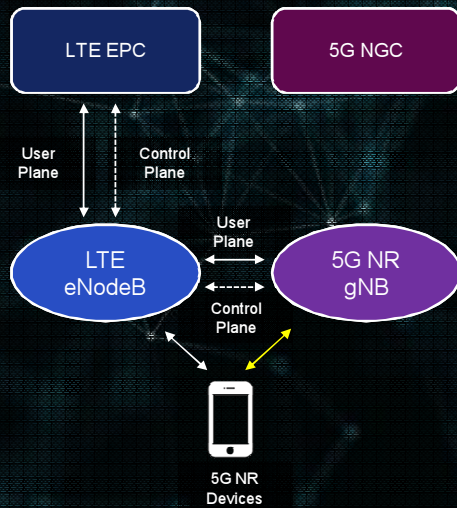 LTE EPC
5G NGC
User
Plane
Control
Plane
User
Plane
LTE
eNodeB
5G NR
gNB
Control
Plane
5G NR
Devices